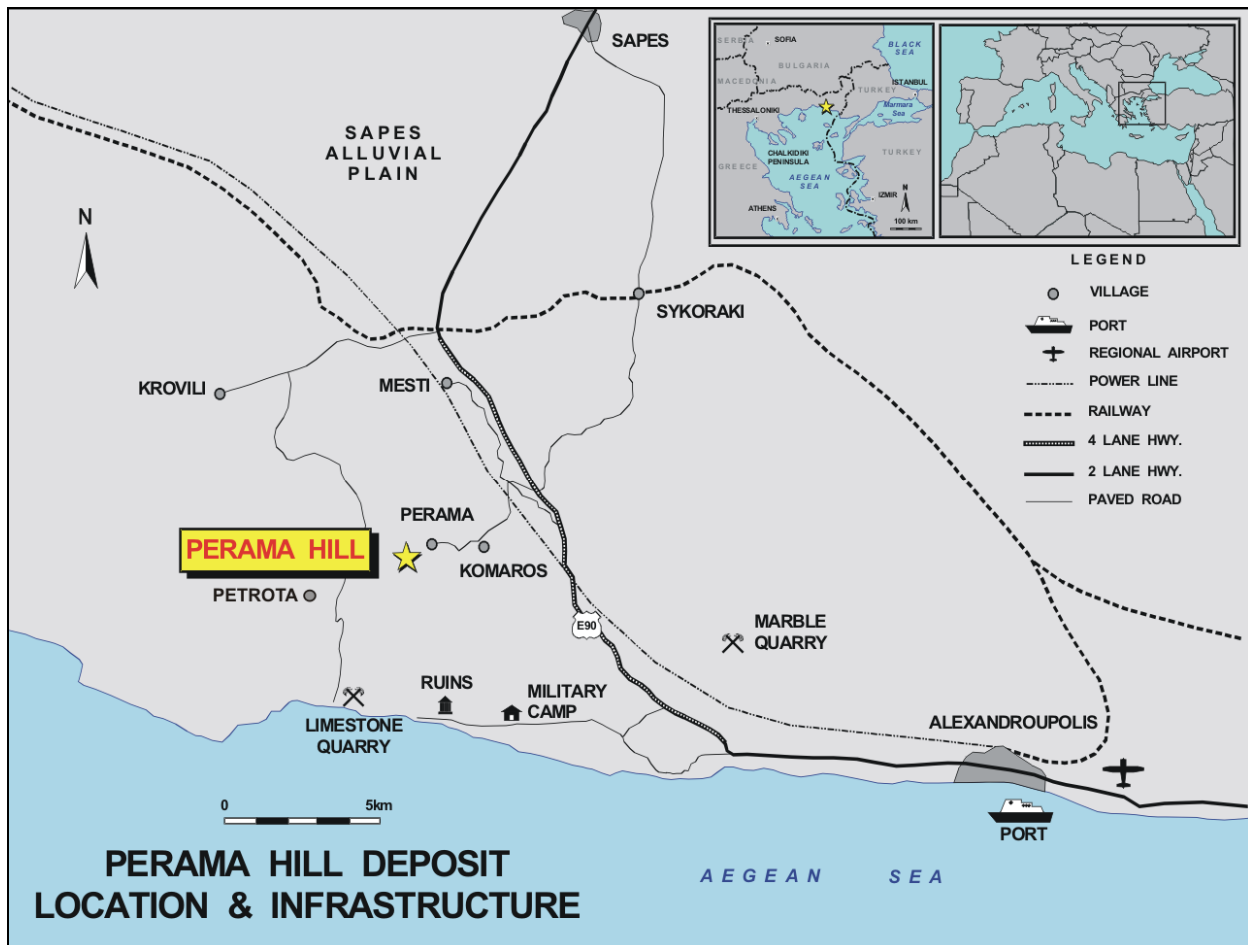 SAPES
SAPES
ALLUVIAL
PLAIN
N
SERBIA
SOFIA
BLACK
SEA
BULGARIA
MACEDONIA
ISTANBUL
TURKEY
THESSALONIKI
Marmara
Sea
CHALKIDIKI
PENINSULA
TURKEY
GREECE
AEGEAN
SEA
IZMIR
N
ATHENS
100 km
LEGEND
VILLAGE
PORT
REGIONAL AIRPORT
POWER LINE
RAILWAY
4 LANE HWY.
2 LANE HWY.
PAVED ROAD
SYKORAKI
KROVILI
MESTI
PERAMA
PERAMA HILL
KOMAROS
PETROTA
E90
MARBLE
QUARRY
RUINS
MILITARY
CAMP
LIMESTONE
QUARRY
ALEXANDROUPOLIS
PORT
0 5km
PERAMA HILL DEPOSIT
LOCATION & INFRASTRUCTURE
AEGEAN SEA